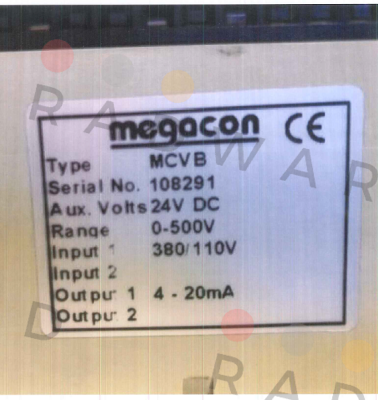 megacon CE
Type MCVB
Serial No. 108291
Aux. Volts 24V DC
Range 0-500V
Input 1 380/110V
Input 2
Output 1 4 - 20mA
Output 2